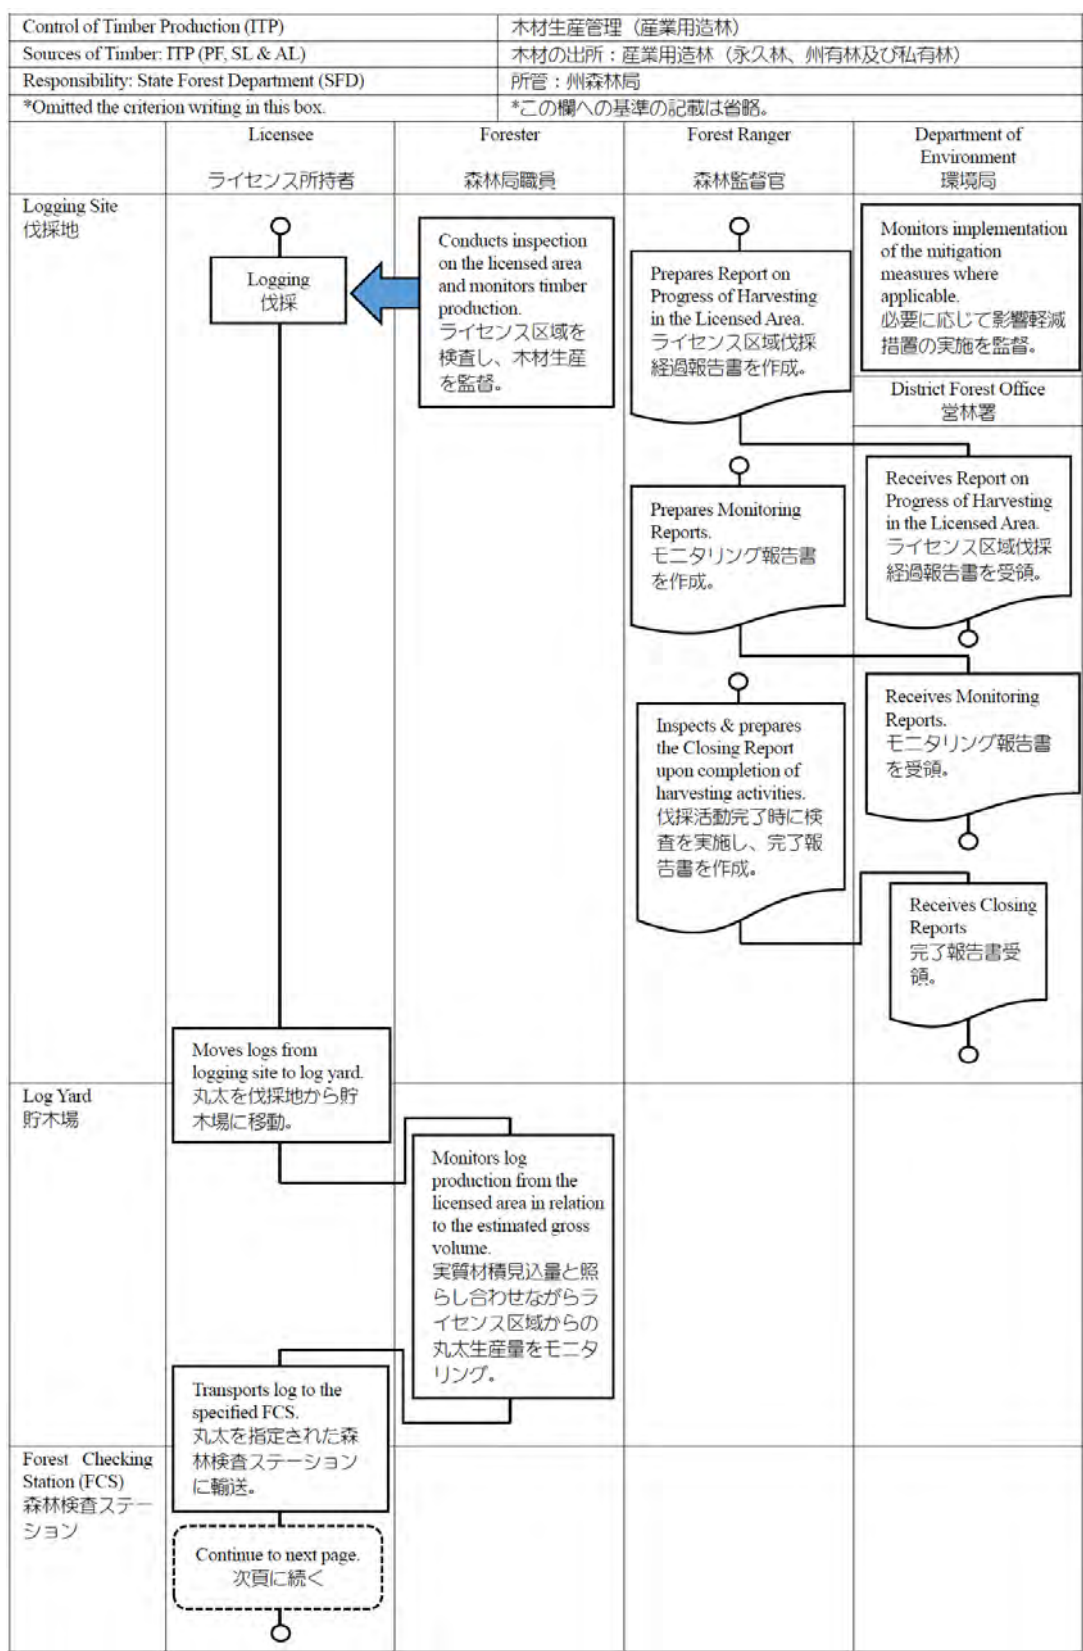 Control of Timber Production (ITP)
木材生産管理（産業用造林）
Sources of Timber: ITP (PF, SL & AL)
木材の出所：産業用造林（永久林、州有林及び私有林）
Responsibility: State Forest Department (SFD)
所管：州森林局
*Omitted the criterion writing in this box.
*この欄への基準の記載は省略。
Licensee
ライセンス所持者
Forester
森林局職員
Forest Ranger
森林監督官
Department of
Environment
環境局
Logging Site
伐採地
Logging
伐採
Conducts inspection
on the licensed area
and monitors timber
production.
ライセンス区域を
検査し、木材生産
を監督。
Prepares Report on
Progress of Harvesting
in the Licensed Area.
ライセンス区域伐採
経過報告書を作成。
Monitors implementation
of the mitigation
measures where
applicable.
必要に応じて影響軽減
措置の実施を監督。
District Forest Office
営林署
Receives Report on
Progress of Harvesting
in the Licensed Area.
ライセンス区域伐採
経過報告書を受領。
Prepares Monitoring
Reports.
モニタリング報告書
を作成。
Receives Monitoring
Reports.
モニタリング報告書
を受領。
Inspects & prepares
the Closing Report
upon completion of
harvesting activities.
伐採活動完了時に検
査を実施し、完了報
告書を作成。
Receives Closing
Reports
完了報告書受
領。
Moves logs from
logging site to log yard.
丸太を伐採地から貯
木場に移動。
Log Yard
貯木場
Monitors log
production from the
licensed area in relation
to the estimated gross
volume.
実質材積見込量と照
らし合わせながらラ
イセンス区域からの
丸太生産量をモニタ
リング。
Transports log to the
specified FCS.
丸太を指定された森
林検査ステーション
に輸送。
Forest Checking
Station (FCS)
森林検査ステー
ション
Continue to next page.
次頁に続く